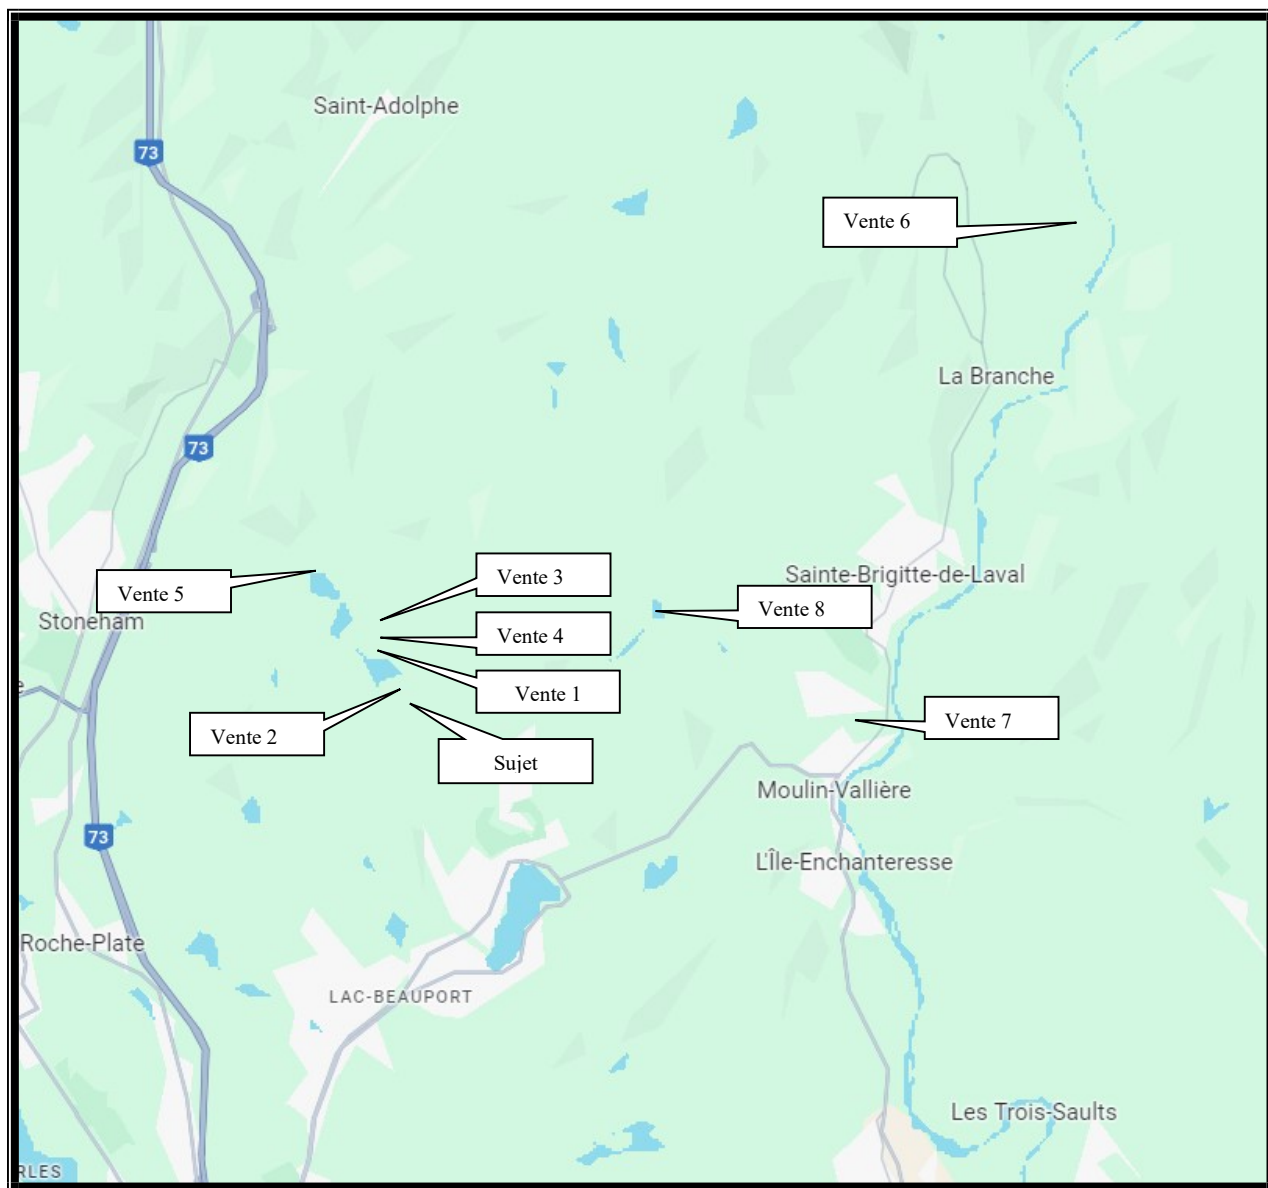 Saint-Adolphe
73
Vente 6
La Branche
73
Vente 3
Sainte-Brigitte-de-Laval
Vente 5
Vente 8
Stoneham
Vente 4
e
Vente 1
Vente 7
Vente 2
Sujet
Moulin-Vallière
73
L'Île-Enchanteresse
Roche-Plate
LAC-BEAUPORT
Les Trois-Saults
RLES